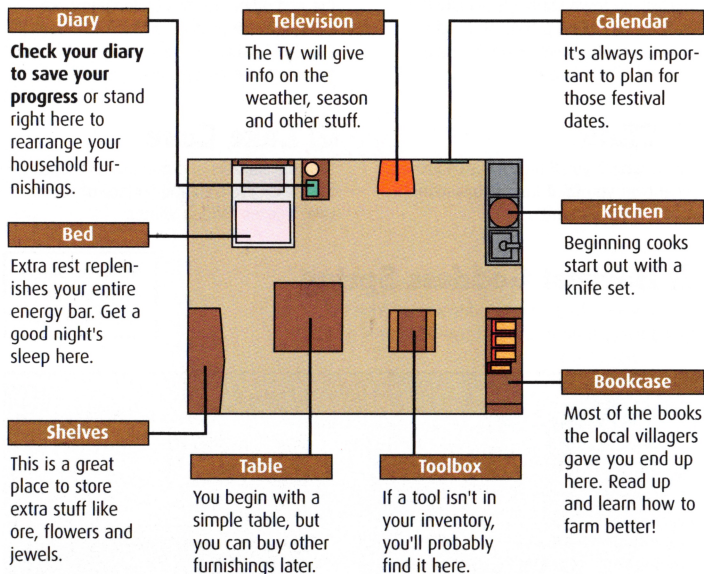 Diary
Check your diary
to save your
progress or stand
right here to
rearrange your
household fur-
nishings.
Television
The TV will give
info on the
weather, season
and other stuff.
Calendar
It's always impor-
tant to plan for
those festival
dates.
Bed
Extra rest replen-
ishes your entire
energy bar. Get a
good night's
sleep here.
Kitchen
Beginning cooks
start out with a
knife set.
Shelves
This is a great
place to store
extra stuff like
ore, flowers and
jewels.
Table
You begin with a
simple table, but
you can buy other
furnishings later.
Toolbox
If a tool isn't in
your inventory,
you'll probably
find it here.
Bookcase
Most of the books
the local villagers
gave you end up
here. Read up
and learn how to
farm better!